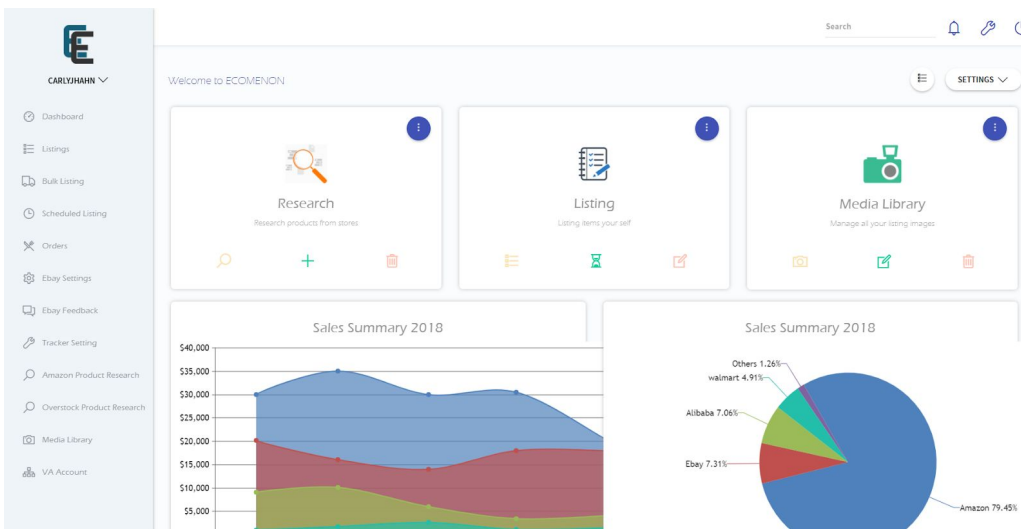 Search
EE
CARLYJHAHN
Welcome to ECOMENON
SETTINGS
Dashboard
Listings
Bulk Listing
Scheduled Listing
Orders
Ebay Settings
Ebay Feedback
Tracker Setting
Amazon Product Research
Overstock Product Research
Media Library
VA Account
Research
Research products from stores
Listing
Listing items your self
Media Library
Manage all your listing images
Sales Summary 2018
$40,000
$35,000
$30,000
$25,000
$20,000
$15,000
$10,000
$5,000
Sales Summary 2018
Others 1.26%
walmart 4.91%
Alibaba 7.06%
Ebay 7.31%
Amazon 79.45%